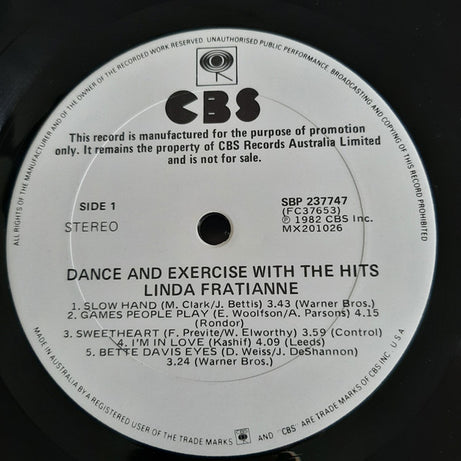 ALL RIGHTS OF THE MANUFACTURER AND OF THE OWNER OF THE RECORDED WORK RESERVED. UNAUTHORISED PUBLIC PERFORMANCE, BROADCASTING AND COPYING OF THIS RECORD PROHIBITED
CBS
This record is manufactured for the purpose of promotion
only. It remains the property of CBS Records Australia Limited
and is not for sale.
SIDE 1
STEREO
SBP 237747
(FC37653)
℗ 1982 CBS Inc.
MX201026
DANCE AND EXERCISE WITH THE HITS
LINDA FRATIANNE
1. SLOW HAND (M. Clark/J. Bettis) 3.43 (Warner Bros.)
2. GAMES PEOPLE PLAY (E. Woolfson/A. Parsons) 4.15
(Rondor)
3. SWEETHEART (F. Previte/W. Elworthy) 3.59 (Control)
4. I'M IN LOVE (Kashif) 4.09 (Leeds)
5. BETTE DAVIS EYES (D. Weiss/J. DeShannon)
3.24 (Warner Bros.)
MADE IN AUSTRALIA BY A REGISTERED USER OF THE TRADE MARKS AND "CBS" ARE TRADE MARKS OF CBS INC. U S A